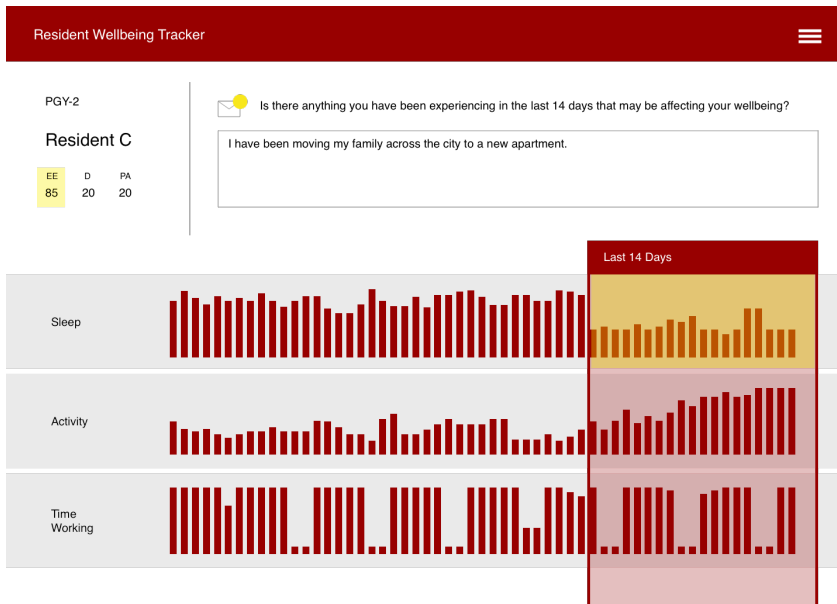 Resident Wellbeing Tracker
PGY-2
Resident C
EE D PA
85 20 20
Is there anything you have been experiencing in the last 14 days that may be affecting your wellbeing?
I have been moving my family across the city to a new apartment.
Last 14 Days
Sleep
Activity
Time
Working